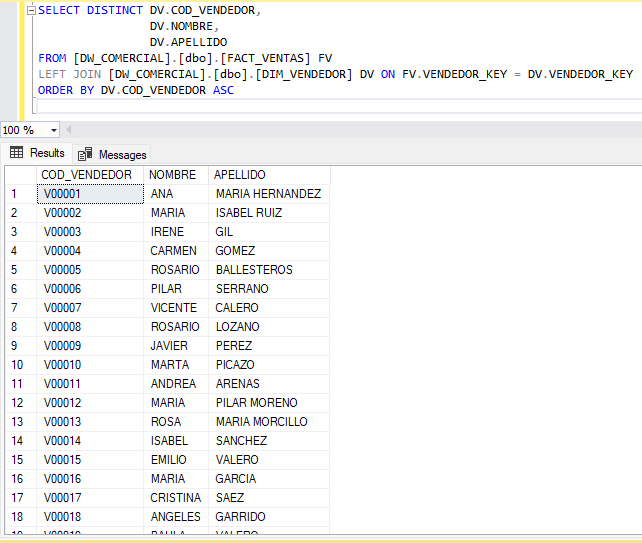 SELECT DISTINCT DV.COD_VENDEDOR,
DV.NOMBRE,
DV.APELLIDO
FROM [DW_COMERCIAL].[dbo].[FACT_VENTAS] FV
LEFT JOIN [DW_COMERCIAL].[dbo].[DIM_VENDEDOR] DV ON FV.VENDEDOR_KEY = DV.VENDEDOR_KEY
ORDER BY DV.COD_VENDEDOR ASC
100 %
Results Messages
COD_VENDEDOR NOMBRE APELLIDO
1 V00001 ANA MARIA HERNANDEZ
2 V00002 MARIA ISABEL RUIZ
3 V00003 IRENE GIL
4 V00004 CARMEN GOMEZ
5 V00005 ROSARIO BALLESTEROS
6 V00006 PILAR SERRANO
7 V00007 VICENTE CALERO
8 V00008 ROSARIO LOZANO
9 V00009 JAVIER PEREZ
10 V00010 MARTA PICAZO
11 V00011 ANDREA ARENAS
12 V00012 MARIA PILAR MORENO
13 V00013 ROSA MARIA MORCILLO
14 V00014 ISABEL SANCHEZ
15 V00015 EMILIO VALERO
16 V00016 MARIA GARCIA
17 V00017 CRISTINA SAEZ
18 V00018 ANGELES GARRIDO